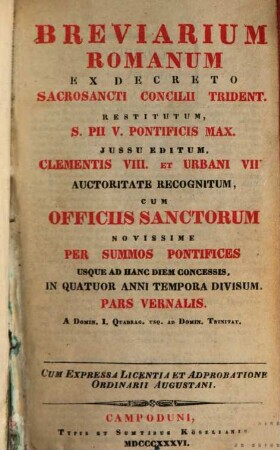 BREVIARIUM
ROMANUM
EX DECRETO
SACROSANCTI CONCILII TRIDENT.
RESTITUTUM,
S. PII V. PONTIFICIS MAX.
JUSSU EDITUM,
CLEMENTIS VIII. ET URBANI VII
AUCTORITATE RECOGNITUM,
CUM
OFFICIIS SANCTORUM
NOVISSIME
PER SUMMOS PONTIFICES
USQUE AD HANC DIEM CONCESSIS,
IN QUATUOR ANNI TEMPORA DIVISUM.
PARS VERNALIS.
A DOMIN. I. QUADRAG. USQ. AD DOMIN. TRINITAT.
CUM EXPRESSA LICENTIA ET ADPROBATIONE
ORDINARII AUGUSTANI.
CAMPODUNI,
TYPIS ET SUMTIBUS KÖSELIANIS
MDCCCXXXVI.